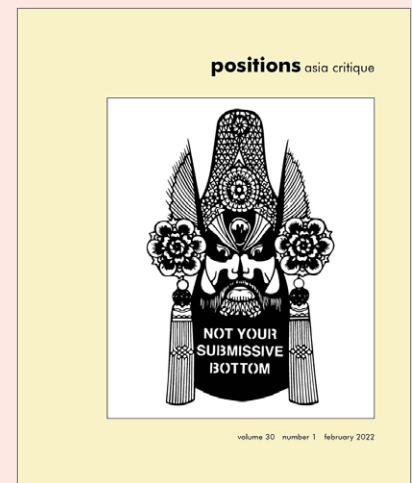 positions asia critique
NOT YOUR
SUBMISSIVE
BOTTOM
volume 30 number 1 february 2022